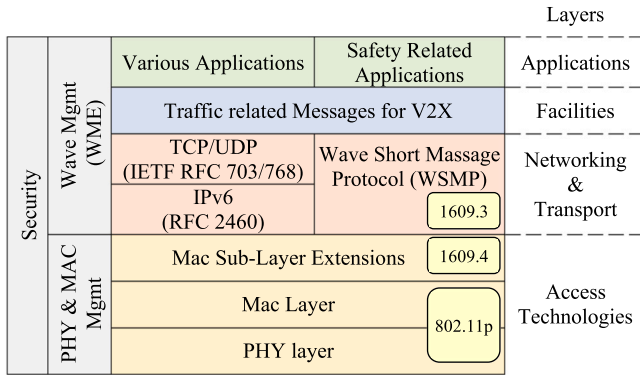 Layers
Various Applications
Safety Related
Applications
Applications
Traffic related Messages for V2X
Facilities
TCP/UDP
(IETF RFC 703/768)
IPv6
(RFC 2460)
Wave Short Massage
Protocol (WSMP)
1609.3
Networking
&
Transport
Mac Sub-Layer Extensions
1609.4
Mac Layer
802.11p
PHY layer
Access
Technologies
Security
Wave Mgmt
(WME)
PHY & MAC
Mgmt